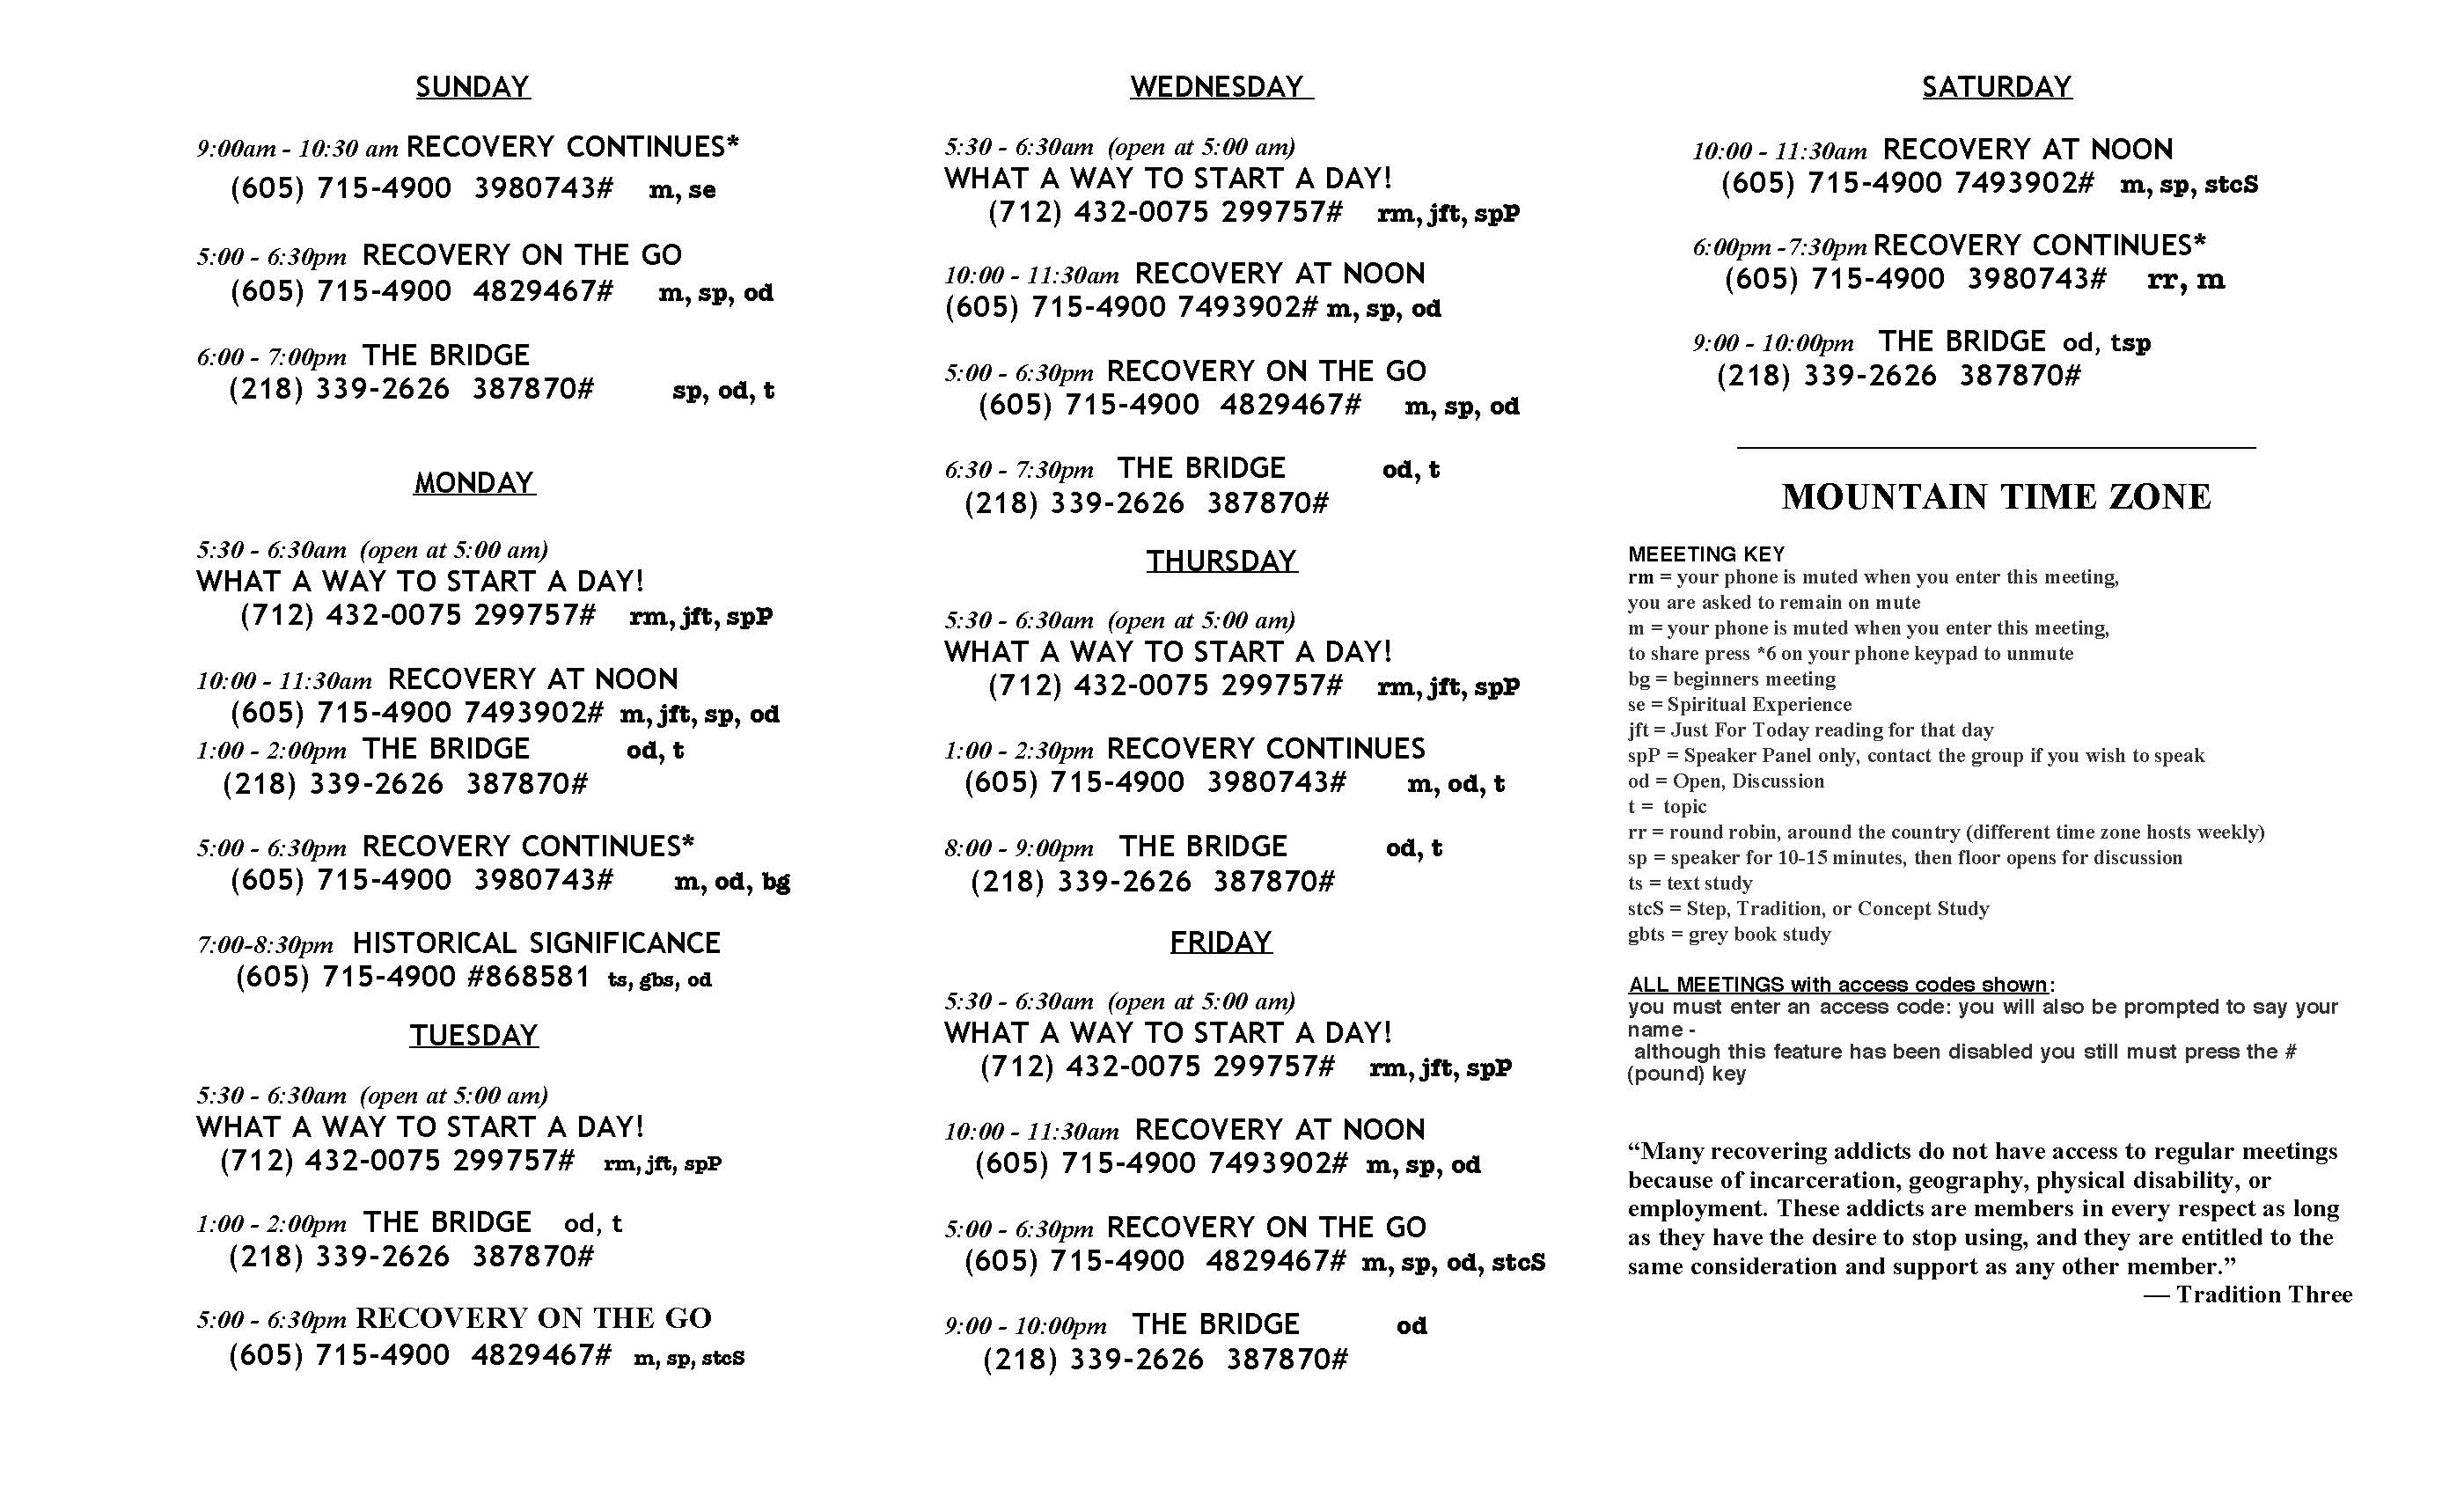 SUNDAY
9:00am - 10:30 am RECOVERY CONTINUES*
(605) 715-4900 3980743# m, se
5:00 - 6:30pm RECOVERY ON THE GO
(605) 715-4900 4829467# m, sp, od
6:00 - 7:00pm THE BRIDGE
(218) 339-2626 387870# sp, od, t
MONDAY
5:30 - 6:30am (open at 5:00 am)
WHAT A WAY TO START A DAY!
(712) 432-0075 299757# rm, jft, spP
10:00 - 11:30am RECOVERY AT NOON
(605) 715-4900 7493902# m, jft, sp, od
1:00 - 2:00pm THE BRIDGE od, t
(218) 339-2626 387870#
5:00 - 6:30pm RECOVERY CONTINUES*
(605) 715-4900 3980743# m, od, bg
7:00-8:30pm HISTORICAL SIGNIFICANCE
(605) 715-4900 #868581 ts, gbs, od
TUESDAY
5:30 - 6:30am (open at 5:00 am)
WHAT A WAY TO START A DAY!
(712) 432-0075 299757# rm, jft, spP
1:00 - 2:00pm THE BRIDGE od, t
(218) 339-2626 387870#
5:00 - 6:30pm RECOVERY ON THE GO
(605) 715-4900 4829467# m, sp, stcS
WEDNESDAY
5:30 - 6:30am (open at 5:00 am)
WHAT A WAY TO START A DAY!
(712) 432-0075 299757# rm, jft, spP
10:00 - 11:30am RECOVERY AT NOON
(605) 715-4900 7493902# m, sp, od
5:00 - 6:30pm RECOVERY ON THE GO
(605) 715-4900 4829467# m, sp, od
6:30 - 7:30pm THE BRIDGE od, t
(218) 339-2626 387870#
THURSDAY
5:30 - 6:30am (open at 5:00 am)
WHAT A WAY TO START A DAY!
(712) 432-0075 299757# rm, jft, spP
1:00 - 2:30pm RECOVERY CONTINUES
(605) 715-4900 3980743# m, od, t
8:00 - 9:00pm THE BRIDGE od, t
(218) 339-2626 387870#
FRIDAY
5:30 - 6:30am (open at 5:00 am)
WHAT A WAY TO START A DAY!
(712) 432-0075 299757# rm, jft, spP
10:00 - 11:30am RECOVERY AT NOON
(605) 715-4900 7493902# m, sp, od
5:00 - 6:30pm RECOVERY ON THE GO
(605) 715-4900 4829467# m, sp, od, stcS
9:00 - 10:00pm THE BRIDGE od
(218) 339-2626 387870#
SATURDAY
10:00 - 11:30am RECOVERY AT NOON
(605) 715-4900 7493902# m, sp, stcS
6:00pm -7:30pm RECOVERY CONTINUES*
(605) 715-4900 3980743# rr, m
9:00 - 10:00pm THE BRIDGE od, tsp
(218) 339-2626 387870#
MOUNTAIN TIME ZONE
MEEETING KEY
rm = your phone is muted when you enter this meeting,
you are asked to remain on mute
m = your phone is muted when you enter this meeting,
to share press *6 on your phone keypad to unmute
bg = beginners meeting
se = Spiritual Experience
jft = Just For Today reading for that day
spP = Speaker Panel only, contact the group if you wish to speak
od = Open, Discussion
t = topic
rr = round robin, around the country (different time zone hosts weekly)
sp = speaker for 10-15 minutes, then floor opens for discussion
ts = text study
stcS = Step, Tradition, or Concept Study
gbts = grey book study
ALL MEETINGS with access codes shown:
you must enter an access code: you will also be prompted to say your
name -
although this feature has been disabled you still must press the #
(pound) key
“Many recovering addicts do not have access to regular meetings
because of incarceration, geography, physical disability, or
employment. These addicts are members in every respect as long
as they have the desire to stop using, and they are entitled to the
same consideration and support as any other member.”
— Tradition Three